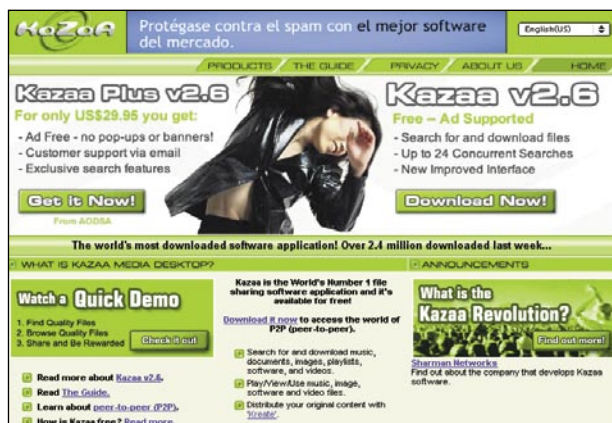 KaZaA
Protégase contra el spam con el mejor software
del mercado.
English(US)
PRODUCTS / THE GUIDE / PRIVACY / ABOUT US / HOME
Kazaa Plus v2.6
For only US$29.95 you get:
- Ad Free - no pop-ups or banners!
- Customer support via email
- Exclusive search features
Get it Now!
From AODSA
Kazaa v2.6
Free – Ad Supported
- Search for and download files
- Up to 24 Concurrent Searches
- New Improved Interface
Download Now!
The world's most downloaded software application! Over 2.4 million downloaded last week...
WHAT IS KAZAA MEDIA DESKTOP?
Watch a Quick Demo
1. Find Quality Files
2. Browse Quality Files
3. Share and Be Rewarded
Check it out
Read more about Kazaa v2.6.
Read The Guide.
Learn about peer-to-peer (P2P).
How is Kazaa free? Read more.
Kazaa is the World's Number 1 file
sharing software application and it's
available for free!
Download it now to access the world of
P2P (peer-to-peer).
Search for and download music,
documents, images, playlists,
software, and videos.
Play/View/Use music, image,
software and video files.
Distribute your original content with
'Kreate'.
ANNOUNCEMENTS
What is the
Kazaa Revolution?
Find out more!
Sharman Networks
Find out about the company that develops Kazaa
software.